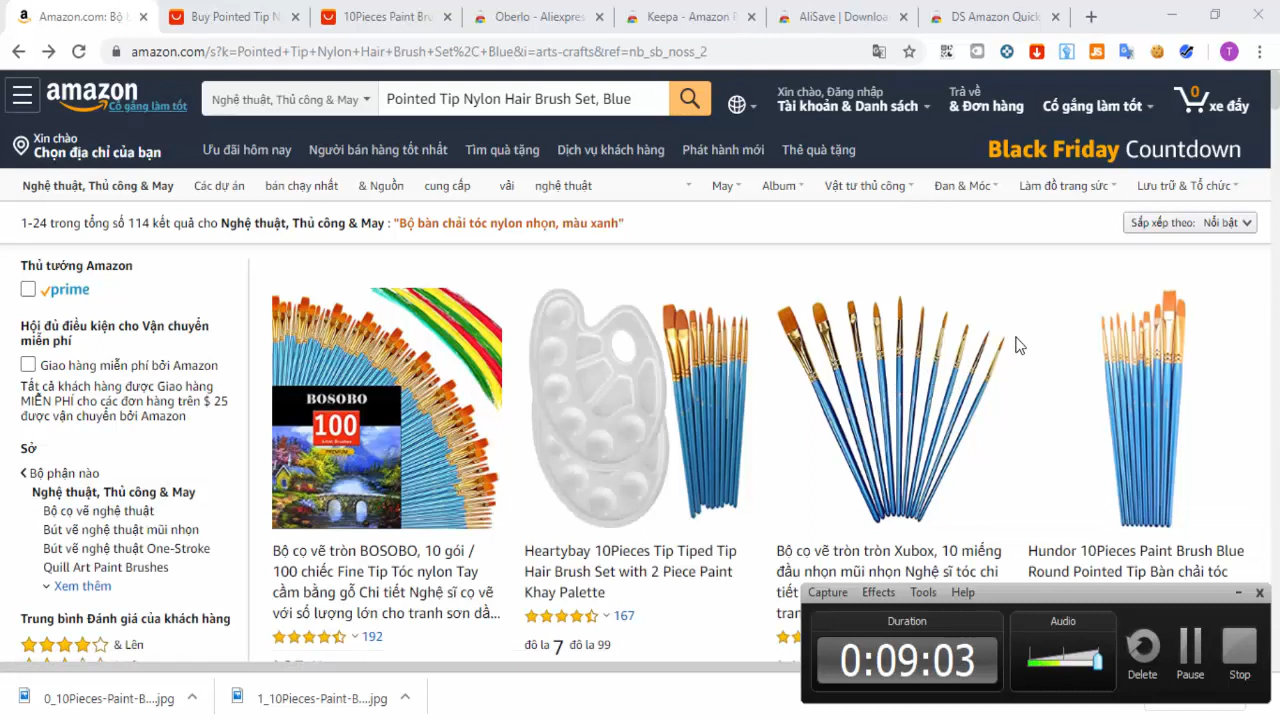 Amazon.com: Bộ b
Buy Pointed Tip N
10Pieces Paint Bru
Oberlo - Aliexpres
Keepa - Amazon P
AliSave | Downloa
DS Amazon Quick
amazon.com/s?k=Pointed+Tip+Nylon+Hair+Brush+Set%2C+Blue&i=arts-crafts&ref=nb_sb_noss_2
JS
T
amazon
Cố gắng làm tốt
Nghệ thuật, Thủ công & May
Pointed Tip Nylon Hair Brush Set, Blue
Xin chào, Đăng nhập
Tài khoản & Danh sách
Trả về
& Đơn hàng
Cố gắng làm tốt
0
xe đẩy
Xin chào
Chọn địa chỉ của bạn
Ưu đãi hôm nay
Người bán hàng tốt nhất
Tìm quà tặng
Dịch vụ khách hàng
Phát hành mới
Thẻ quà tặng
Black Friday Countdown
Nghệ thuật, Thủ công & May
Các dự án
bán chạy nhất
& Nguồn
cung cấp
vải
nghệ thuật
May
Album
Vật tư thủ công
Đan & Móc
Làm đồ trang sức
Lưu trữ & Tổ chức
1-24 trong tổng số 114 kết quả cho Nghệ thuật, Thủ công & May : "Bộ bàn chải tóc nylon nhọn, màu xanh"
Sắp xếp theo: Nổi bật
Thủ tướng Amazon
prime
Hội đủ điều kiện cho Vận chuyển
miễn phí
Giao hàng miễn phí bởi Amazon
Tất cả khách hàng được Giao hàng
MIỄN PHÍ cho các đơn hàng trên $ 25
được vận chuyển bởi Amazon
Sở
Bộ phận nào
Nghệ thuật, Thủ công & May
Bộ cọ vẽ nghệ thuật
Bút vẽ nghệ thuật mũi nhọn
Bút vẽ nghệ thuật One-Stroke
Quill Art Paint Brushes
Xem thêm
Trung bình Đánh giá của khách hàng
& Lên
BOSOBO
100
PREMIUM
Bộ cọ vẽ tròn BOSOBO, 10 gói /
100 chiếc Fine Tip Tóc nylon Tay
cầm bằng gỗ Chi tiết Nghệ sĩ cọ vẽ
với số lượng lớn cho tranh sơn dầ...
192
Heartybay 10Pieces Tip Tiped Tip
Hair Brush Set with 2 Piece Paint
Khay Palette
167
đô la 7 đô la 99
Bộ cọ vẽ tròn tròn Xubox, 10 miếng
đầu nhọn mũi nhọn Nghệ sĩ tóc chi
tiết
tranh
Hundor 10Pieces Paint Brush Blue
Round Pointed Tip Bàn chải tóc
Capture
Effects
Tools
Help
Duration
0:09:03
Audio
Delete
Pause
Stop
0_10Pieces-Paint-B....jpg
1_10Pieces-Paint-B....jpg